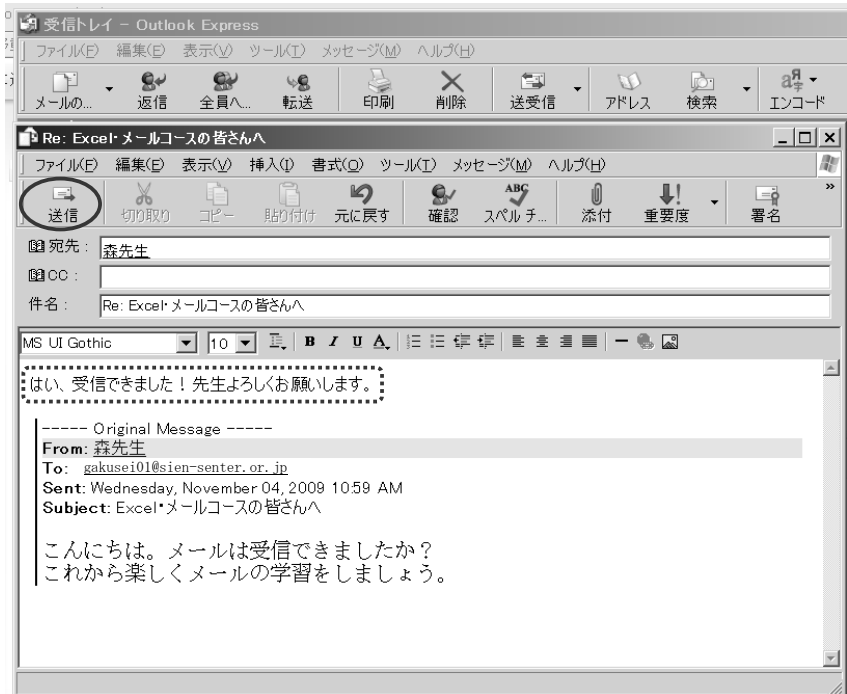 受信トレイ - Outlook Express
ファイル(F) 編集(E) 表示(V) ツール(T) メッセージ(M) ヘルプ(H)
メールの... 返信 全員へ... 転送 印刷 削除 送受信 アドレス 検索 エンコード
Re: Excel・メールコースの皆さんへ
ファイル(F) 編集(E) 表示(V) 挿入(I) 書式(O) ツール(T) メッセージ(M) ヘルプ(H)
送信 切り取り コピー 貼り付け 元に戻す 確認 スペル チ... 添付 重要度 署名 »
宛先: 森先生
CC:
件名: Re: Excel・メールコースの皆さんへ
MS UI Gothic 10 B I U A
はい、受信できました!先生よろしくお願いします。
----- Original Message -----
From: 森先生
To: gakusei01@sien-senter.or.jp
Sent: Wednesday, November 04, 2009 10:59 AM
Subject: Excel・メールコースの皆さんへ
こんにちは。メールは受信できましたか?
これから楽しくメールの学習をしましょう。